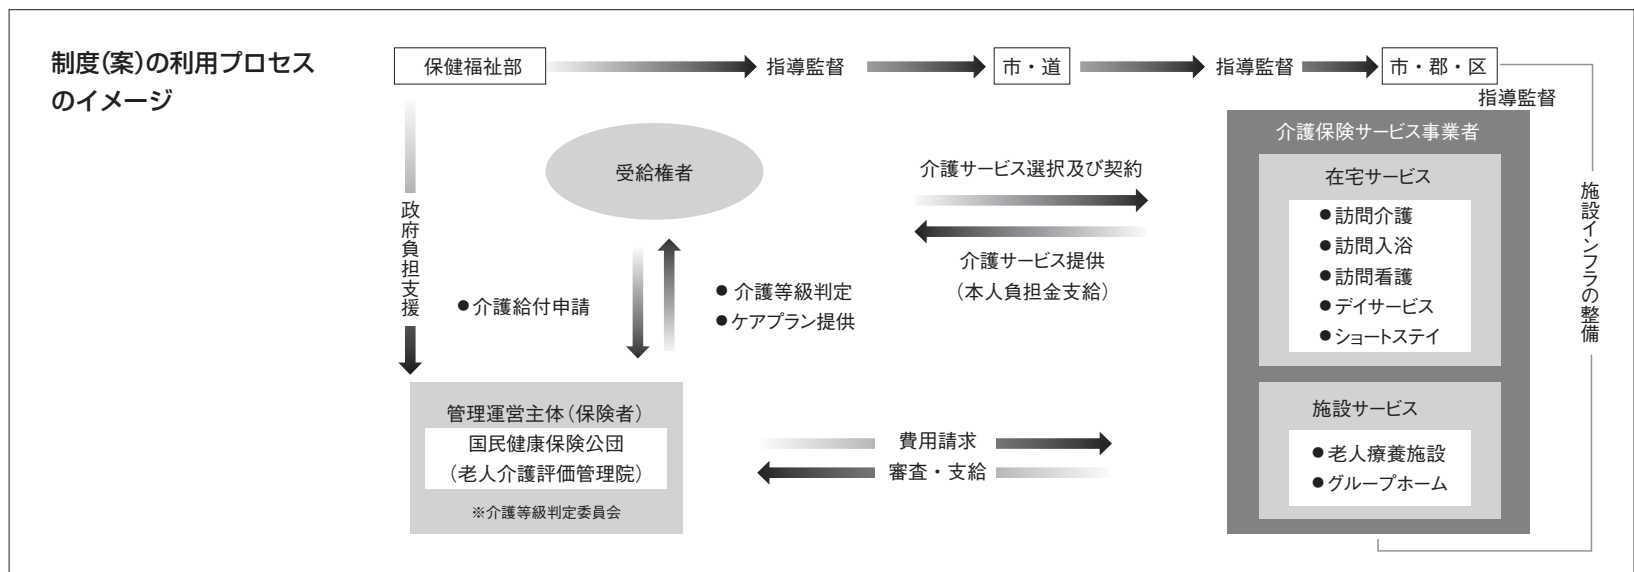 制度(案)の利用プロセス
のイメージ
保健福祉部
指導監督
市・道
指導監督
市・郡・区
指導監督
政府負担支援
受給権者
介護サービス選択及び契約
介護サービス提供
(本人負担金支給)
●介護給付申請
●介護等級判定
●ケアプラン提供
介護保険サービス事業者
在宅サービス
●訪問介護
●訪問入浴
●訪問看護
●デイサービス
●ショートステイ
施設サービス
●老人療養施設
●グループホーム
施設インフラの整備
管理運営主体(保険者)
国民健康保険公団
(老人介護評価管理院)
※介護等級判定委員会
費用請求
審査・支給